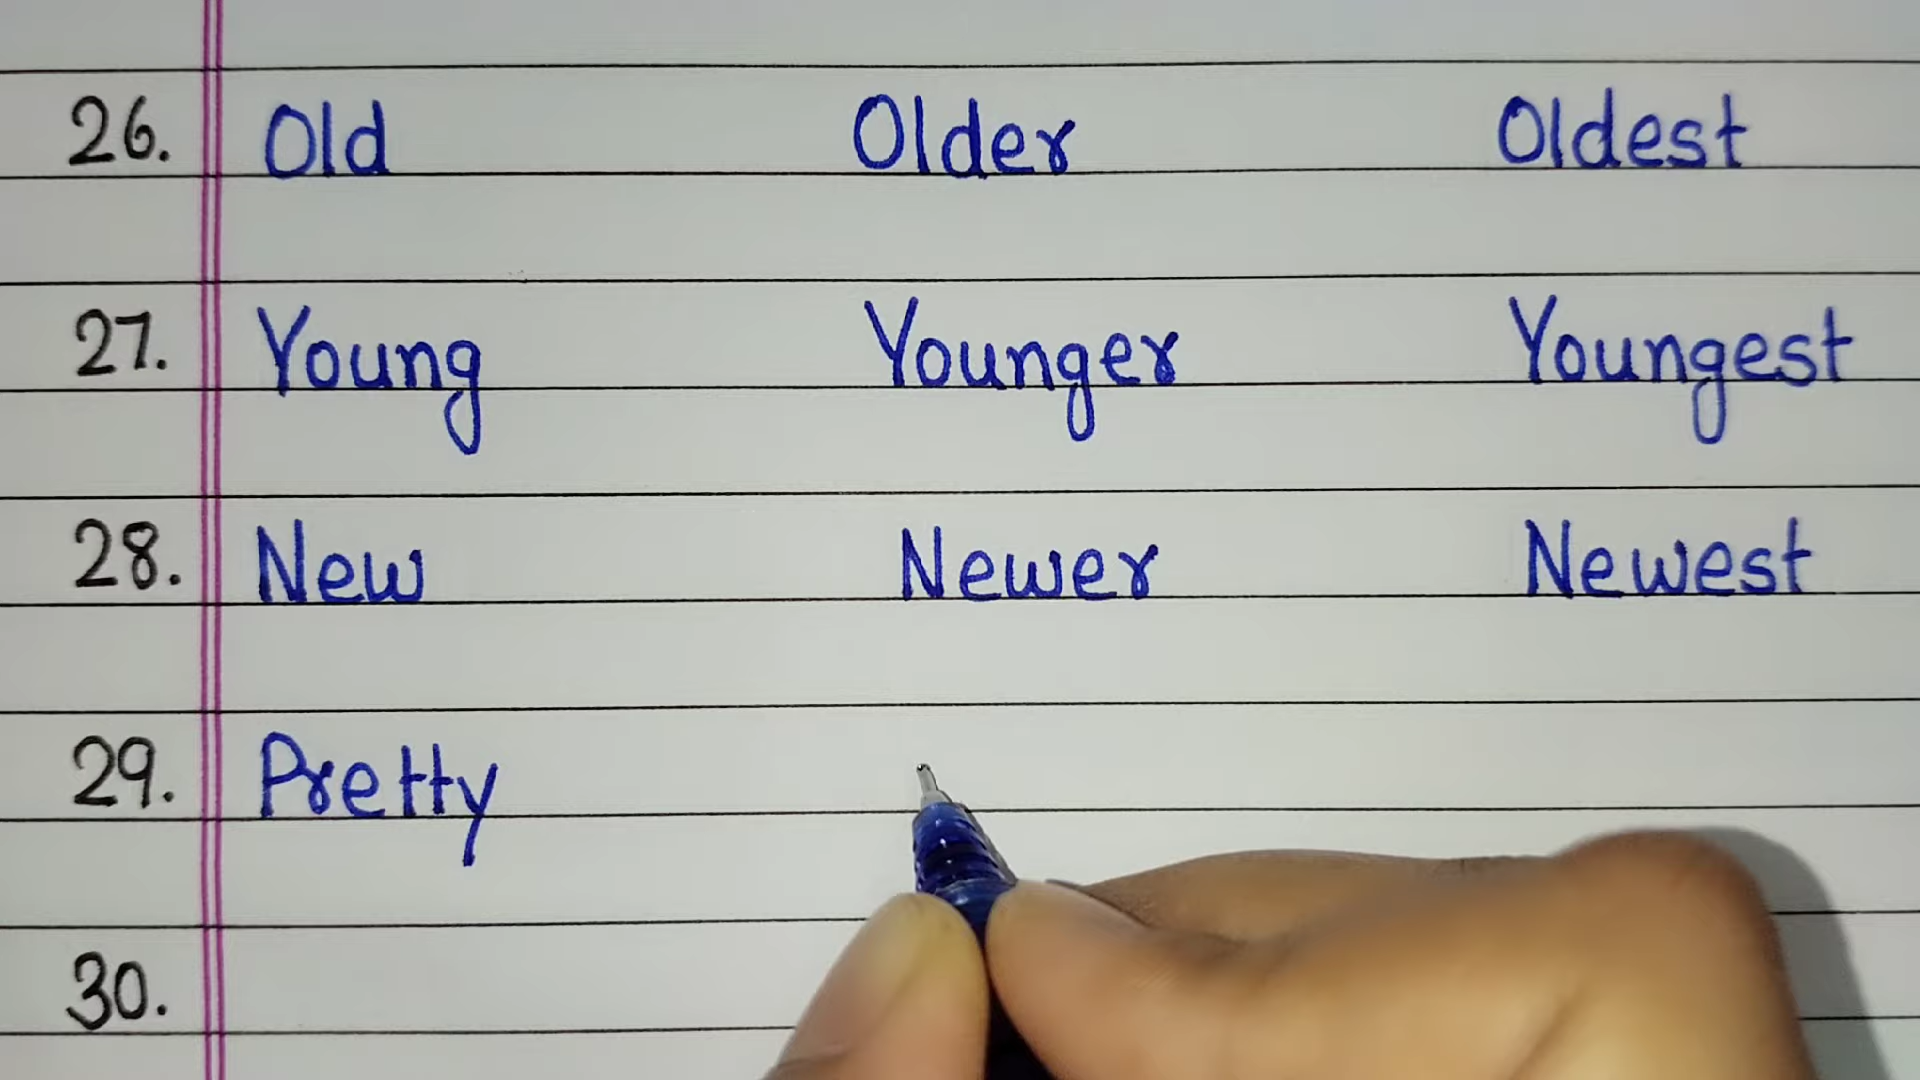 26. Old Older Oldest
27. Young Younger Youngest
28. New Newer Newest
29. Pretty
30.